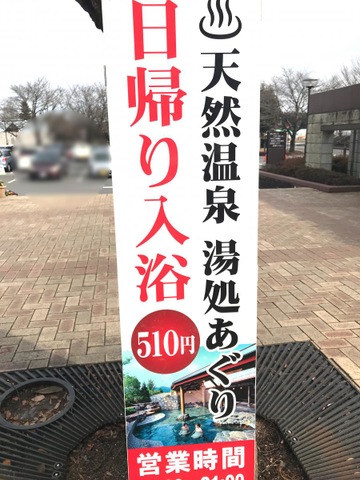 天然温泉 湯処あぐり
日帰り入浴
510円
営業時間